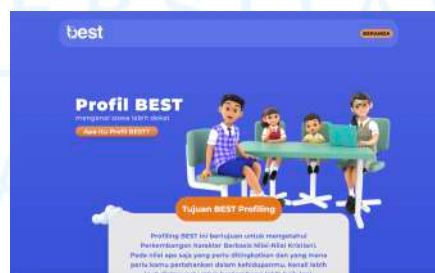 best
BERANDA
Profil BEST
mengenal siswa lebih dekat
Apa itu Profil BEST?
Tujuan BEST Profiling
Profiling BEST ini bertujuan untuk mengetahui
Perkembangan Karakter Berbasis Nilai-Nilai Kristiani.
Pada nilai apa saja yang perlu ditingkatkan dan yang mana
perlu kamu pertahankan dalam kehidupanmu. Kenali lebih